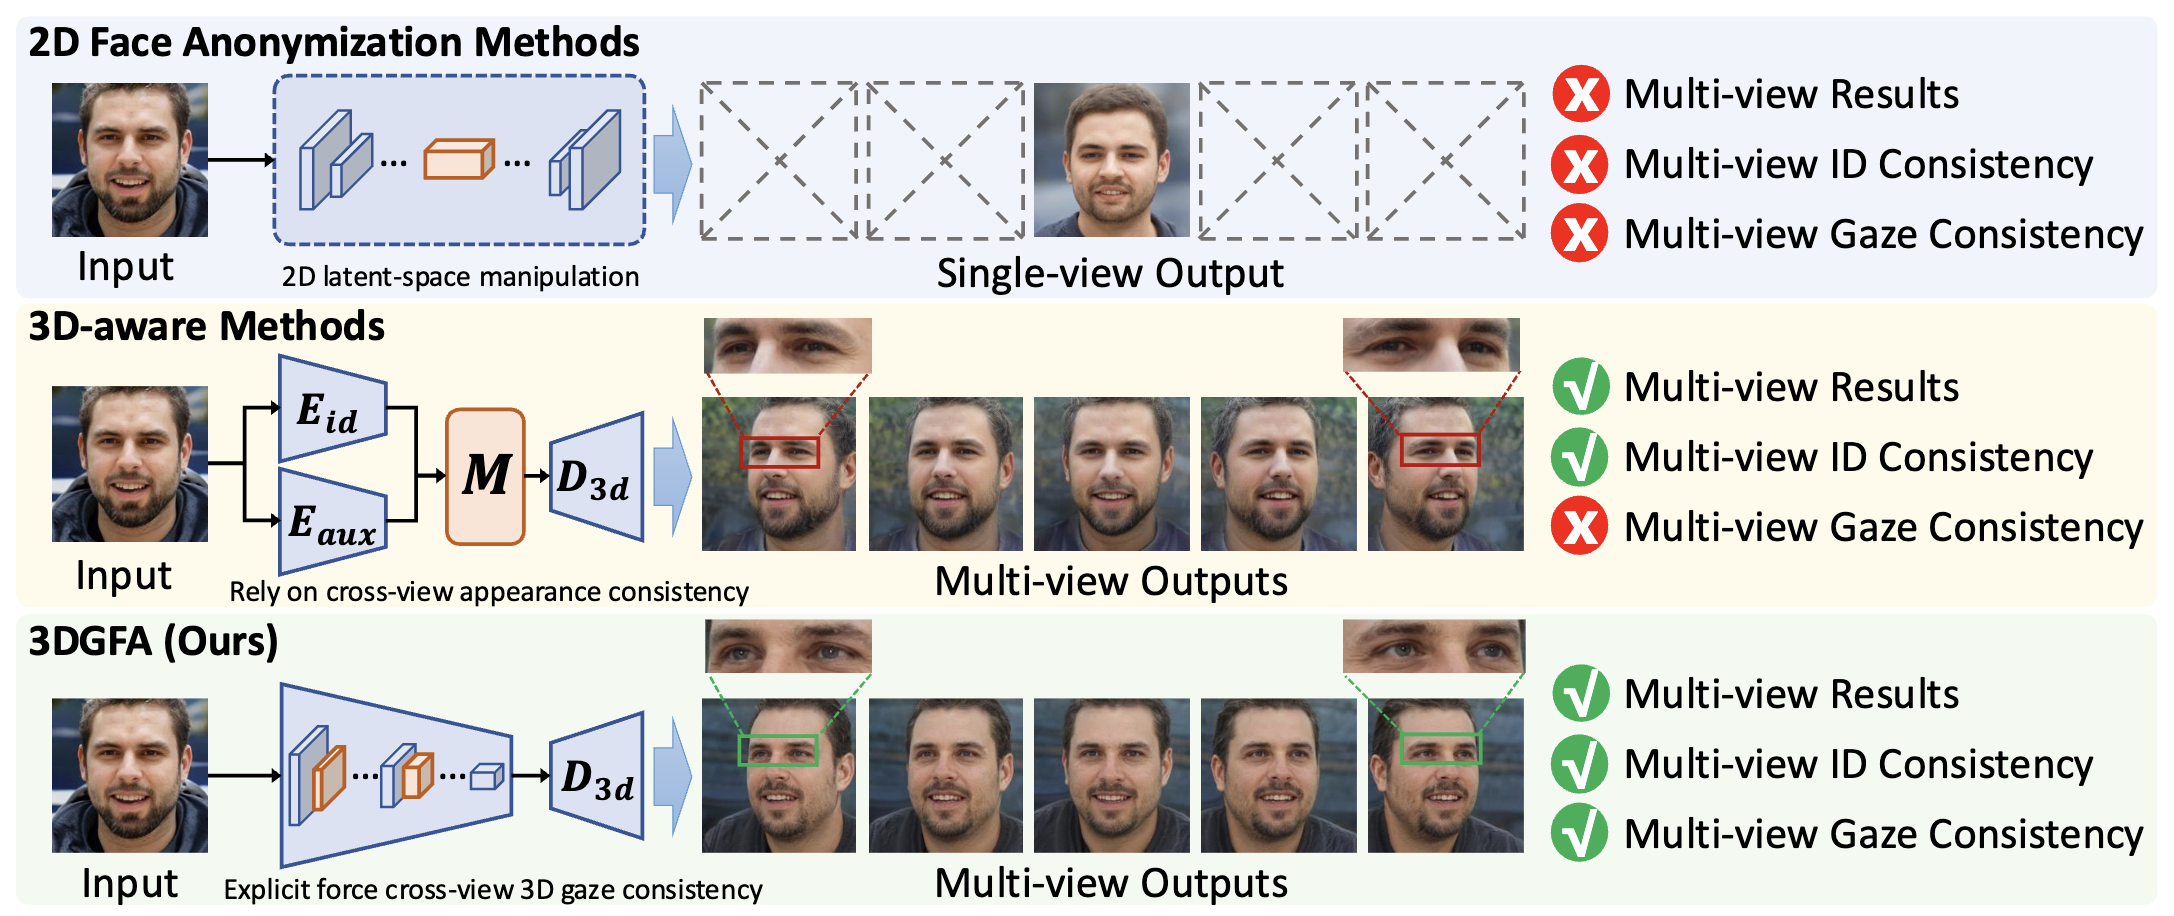 2D Face Anonymization Methods
Input
2D latent-space manipulation
Single-view Output
Multi-view Results
Multi-view ID Consistency
Multi-view Gaze Consistency
3D-aware Methods
E_id
E_aux
M
D_3d
Input
Rely on cross-view appearance consistency
Multi-view Outputs
Multi-view Results
Multi-view ID Consistency
Multi-view Gaze Consistency
3DGFA (Ours)
D_3d
Input
Explicit force cross-view 3D gaze consistency
Multi-view Outputs
Multi-view Results
Multi-view ID Consistency
Multi-view Gaze Consistency